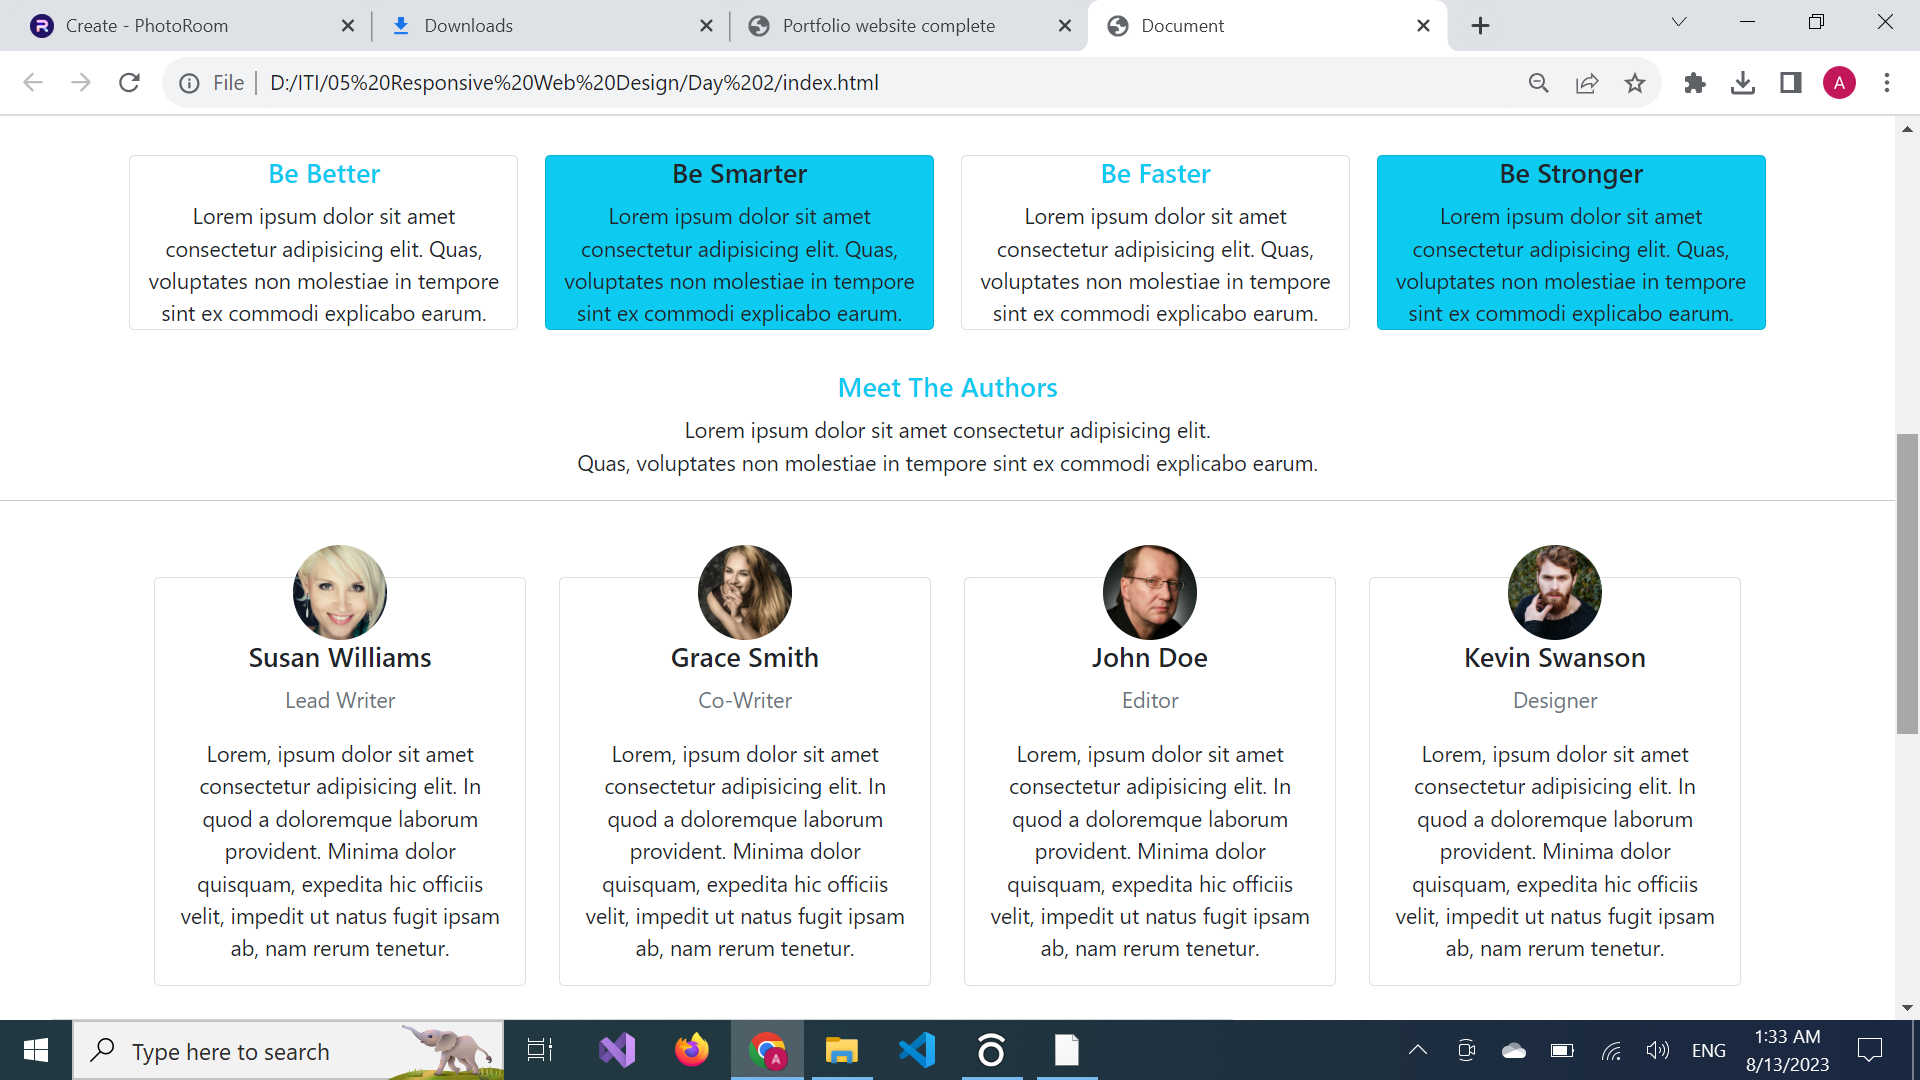 Create - PhotoRoom
Downloads
Portfolio website complete
Document
File
D:/ITI/05%20Responsive%20Web%20Design/Day%202/index.html
A
Be Better
Lorem ipsum dolor sit amet
consectetur adipisicing elit. Quas,
voluptates non molestiae in tempore
sint ex commodi explicabo earum.
Be Smarter
Lorem ipsum dolor sit amet
consectetur adipisicing elit. Quas,
voluptates non molestiae in tempore
sint ex commodi explicabo earum.
Be Faster
Lorem ipsum dolor sit amet
consectetur adipisicing elit. Quas,
voluptates non molestiae in tempore
sint ex commodi explicabo earum.
Be Stronger
Lorem ipsum dolor sit amet
consectetur adipisicing elit. Quas,
voluptates non molestiae in tempore
sint ex commodi explicabo earum.
Meet The Authors
Lorem ipsum dolor sit amet consectetur adipisicing elit.
Quas, voluptates non molestiae in tempore sint ex commodi explicabo earum.
Susan Williams
Lead Writer
Lorem, ipsum dolor sit amet
consectetur adipisicing elit. In
quod a doloremque laborum
provident. Minima dolor
quisquam, expedita hic officiis
velit, impedit ut natus fugit ipsam
ab, nam rerum tenetur.
Grace Smith
Co-Writer
Lorem, ipsum dolor sit amet
consectetur adipisicing elit. In
quod a doloremque laborum
provident. Minima dolor
quisquam, expedita hic officiis
velit, impedit ut natus fugit ipsam
ab, nam rerum tenetur.
John Doe
Editor
Lorem, ipsum dolor sit amet
consectetur adipisicing elit. In
quod a doloremque laborum
provident. Minima dolor
quisquam, expedita hic officiis
velit, impedit ut natus fugit ipsam
ab, nam rerum tenetur.
Kevin Swanson
Designer
Lorem, ipsum dolor sit amet
consectetur adipisicing elit. In
quod a doloremque laborum
provident. Minima dolor
quisquam, expedita hic officiis
velit, impedit ut natus fugit ipsam
ab, nam rerum tenetur.
Type here to search
A
ENG
1:33 AM
8/13/2023